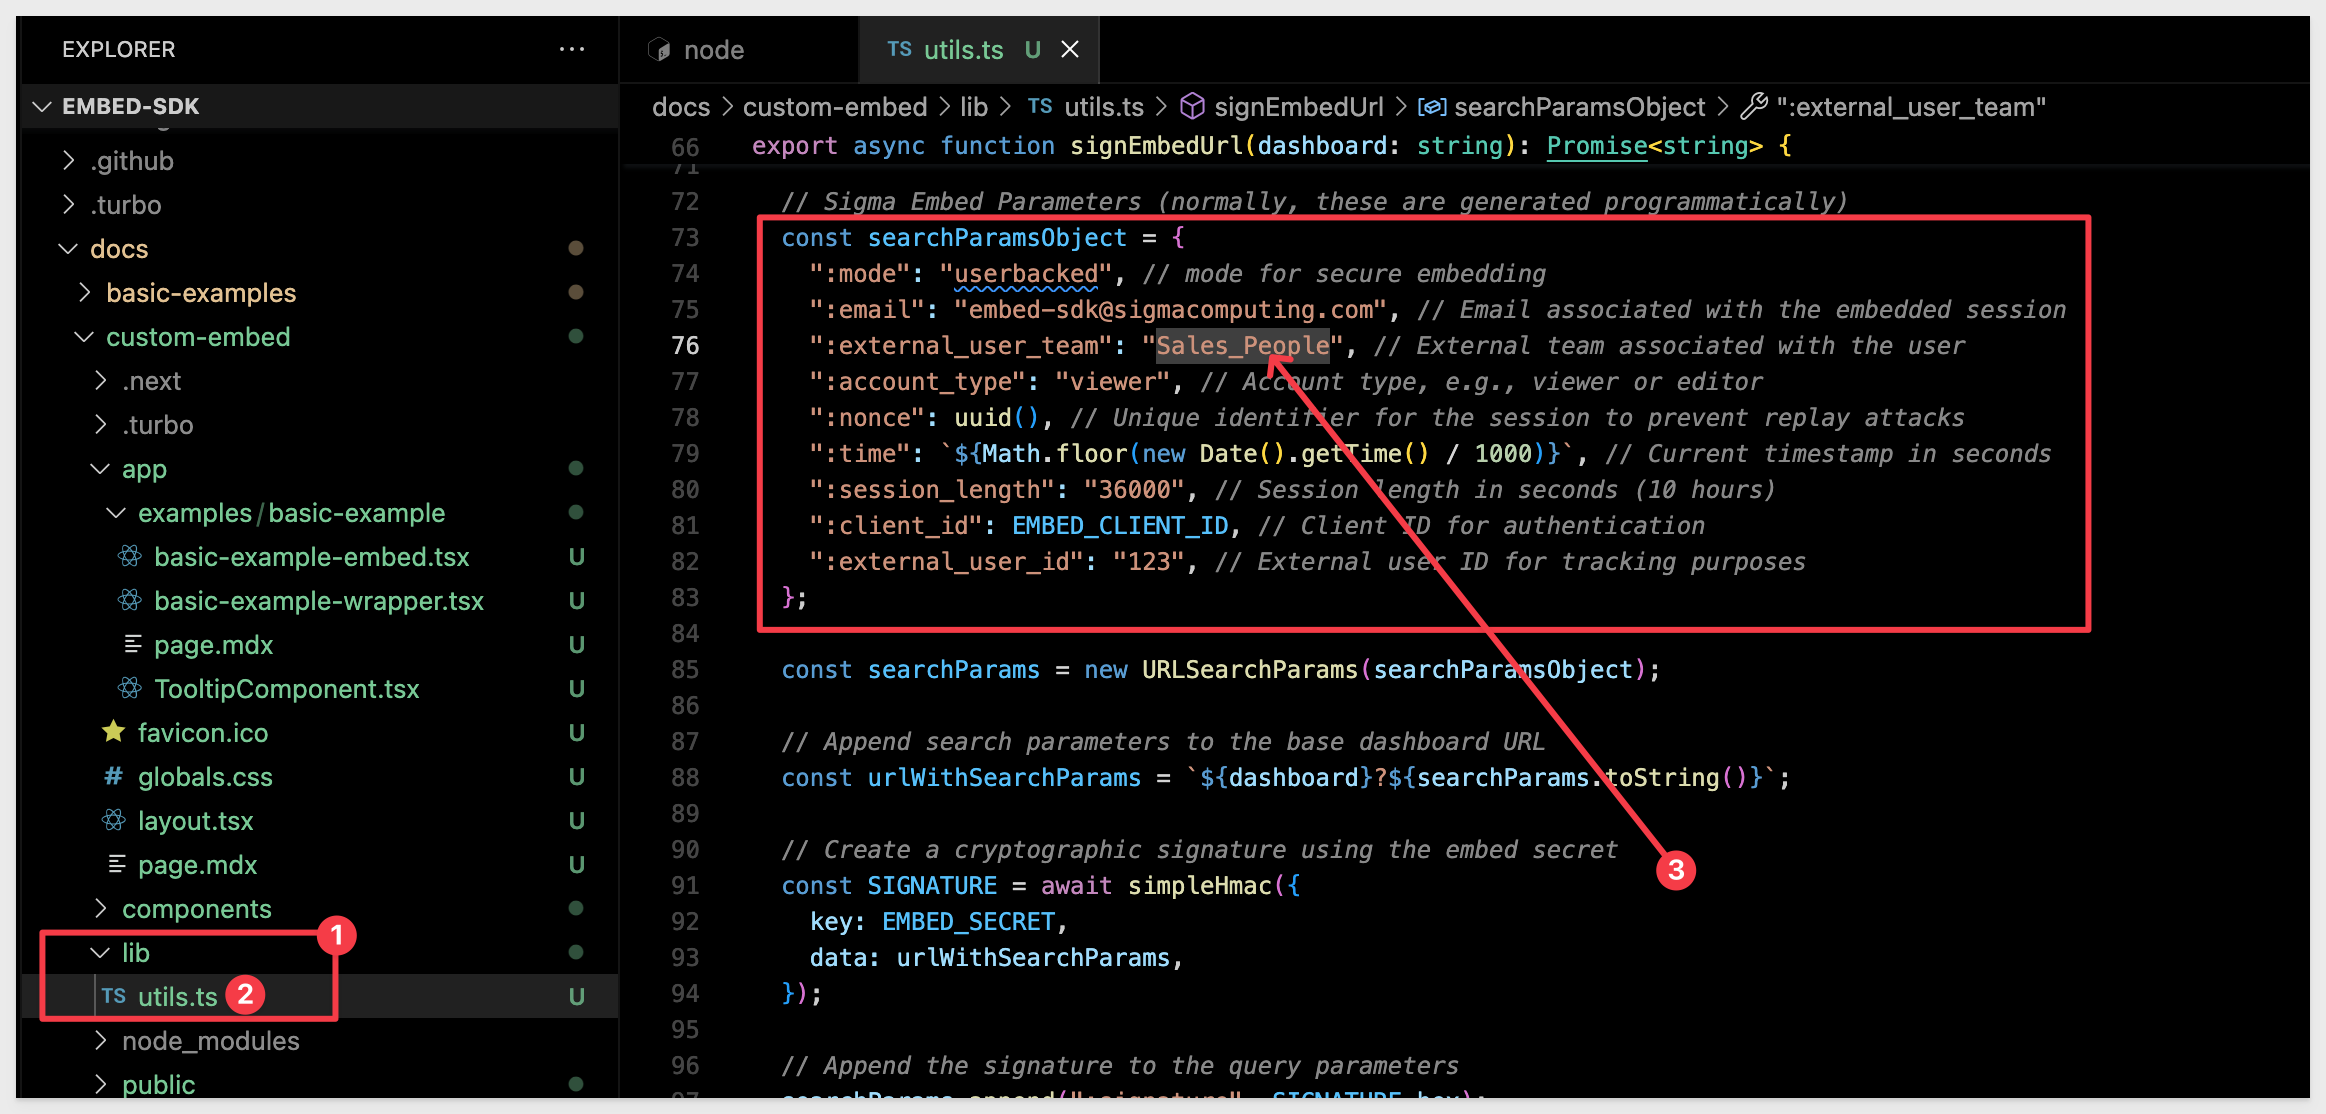 EXPLORER
EMBED-SDK
.github
.turbo
docs
basic-examples
custom-embed
.next
.turbo
app
examples/basic-example
basic-example-embed.tsx U
basic-example-wrapper.tsx U
page.mdx U
TooltipComponent.tsx U
favicon.ico U
# globals.css U
layout.tsx U
page.mdx U
components
1
lib
TS utils.ts 2 U
node_modules
public
node
TS utils.ts U
docs > custom-embed > lib > TS utils.ts > signEmbedUrl > searchParamsObject > ":external_user_team"
66 export async function signEmbedUrl(dashboard: string): Promise<string> {
71
72 // Sigma Embed Parameters (normally, these are generated programmatically)
73 const searchParamsObject = {
74 ":mode": "userbacked", // mode for secure embedding
75 ":email": "embed-sdk@sigmacomputing.com", // Email associated with the embedded session
76 ":external_user_team": "Sales_People", // External team associated with the user
77 ":account_type": "viewer", // Account type, e.g., viewer or editor
78 ":nonce": uuid(), // Unique identifier for the session to prevent replay attacks
79 ":time": `${Math.floor(new Date().getTime() / 1000)}`, // Current timestamp in seconds
80 ":session_length": "36000", // Session length in seconds (10 hours)
81 ":client_id": EMBED_CLIENT_ID, // Client ID for authentication
82 ":external_user_id": "123", // External user ID for tracking purposes
83 };
84
85 const searchParams = new URLSearchParams(searchParamsObject);
86
87 // Append search parameters to the base dashboard URL
88 const urlWithSearchParams = `${dashboard}?${searchParams.toString()}`;
89
90 // Create a cryptographic signature using the embed secret
3
91 const SIGNATURE = await simpleHmac({
92 key: EMBED_SECRET,
93 data: urlWithSearchParams,
94 });
95
96 // Append the signature to the query parameters
97 searchParams.append(":signature", SIGNATURE.hex);